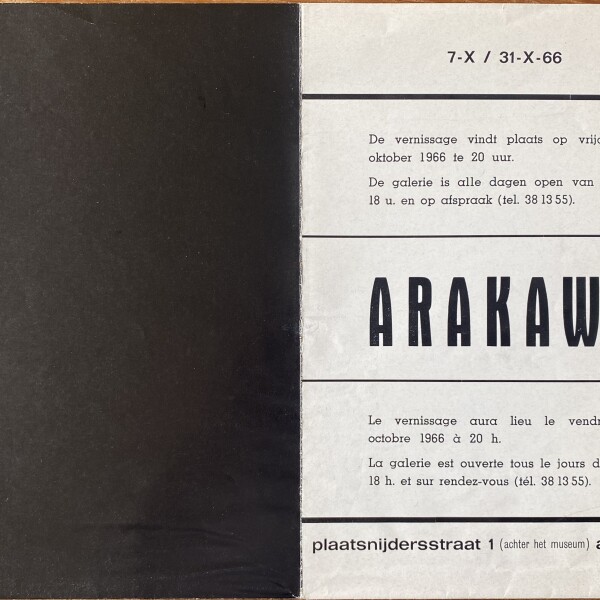 7-X / 31-X-66
De vernissage vindt plaats op
oktober 1966 te 20 uur.
De galerie is alle dagen open van
18 u. en op afspraak (tel. 38 13 55).
ARAKAW
Le vernissage aura lieu le
octobre 1966 à 20 h.
La galerie est ouverte tous le jours
18 h. et sur rendez-vous (tél. 38 13 55).
plaatsnijdersstraat 1 (achter het museum)